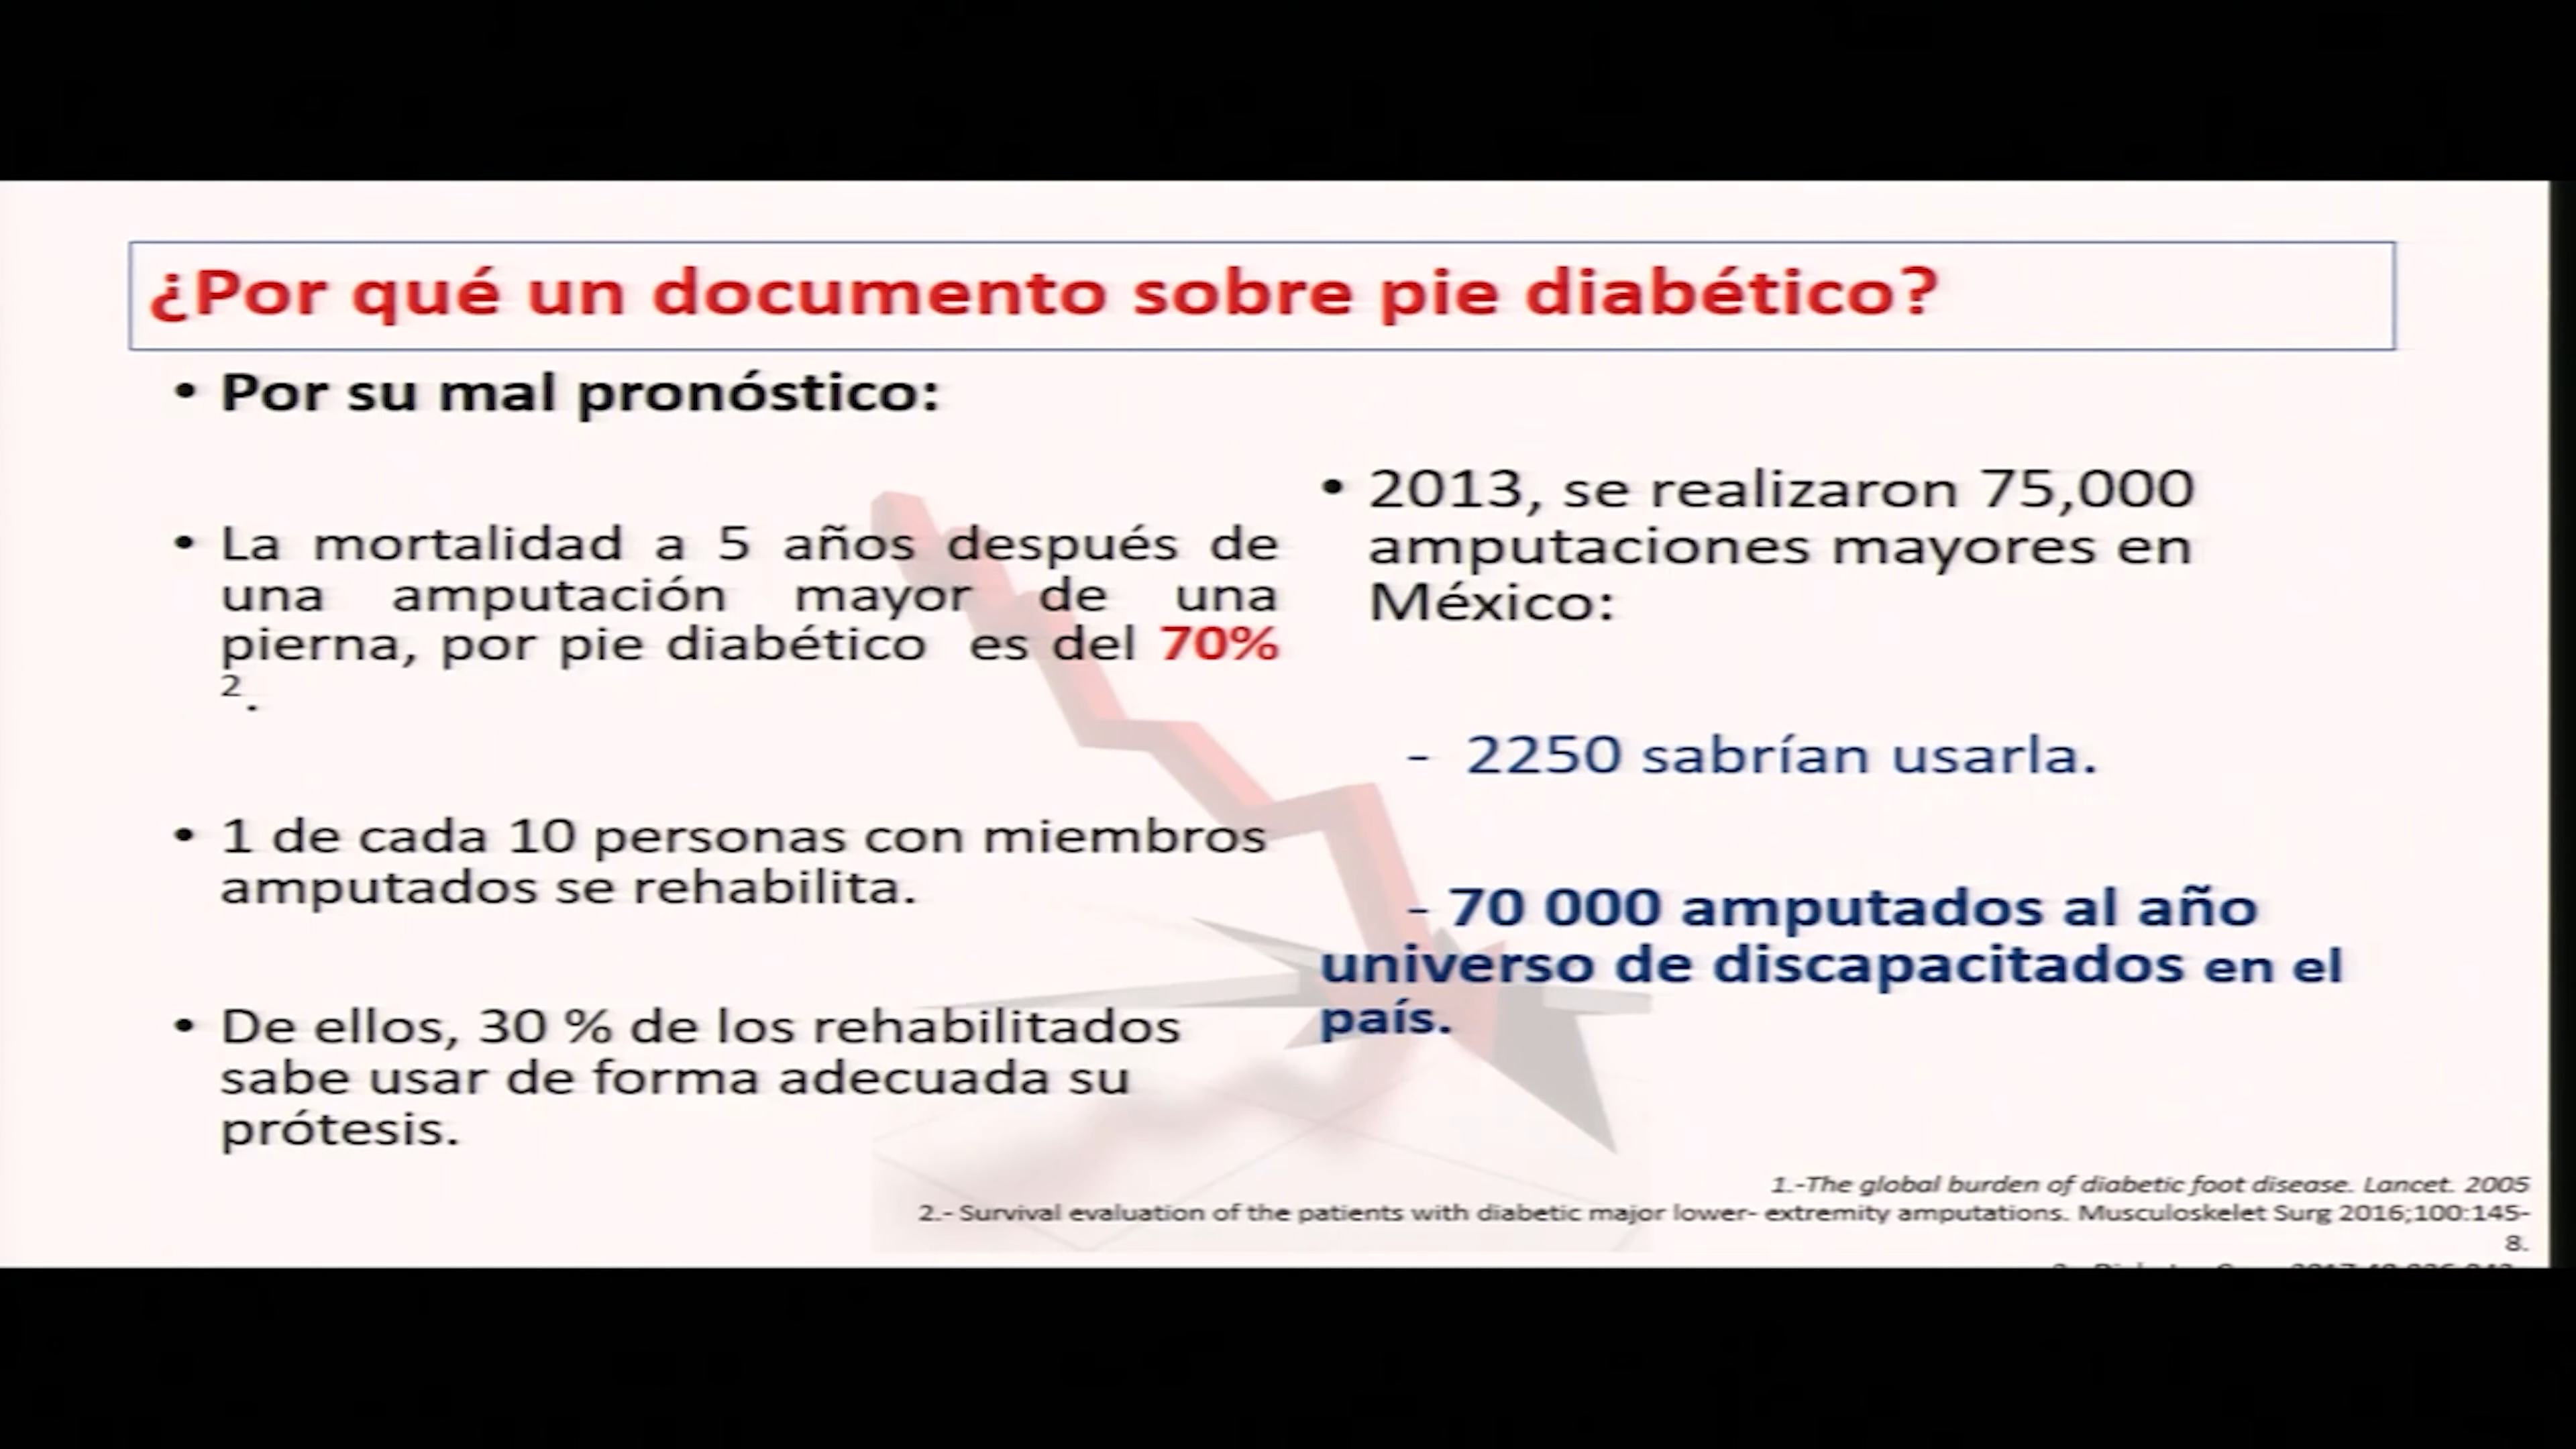 ¿Por qué un documento sobre pie diabético?
• Por su mal pronóstico:
• La mortalidad a 5 años después de
una amputación mayor de una
pierna, por pie diabético es del 70%
2.
• 1 de cada 10 personas con miembros
amputados se rehabilita.
• De ellos, 30 % de los rehabilitados
sabe usar de forma adecuada su
prótesis.
• 2013, se realizaron 75,000
amputaciones mayores en
México:
- 2250 sabrían usarla.
- 70 000 amputados al año
universo de discapacitados en el
país.
1.-The global burden of diabetic foot disease. Lancet. 2005
2.- Survival evaluation of the patients with diabetic major lower- extremity amputations. Musculoskelet Surg 2016;100:145-
8.